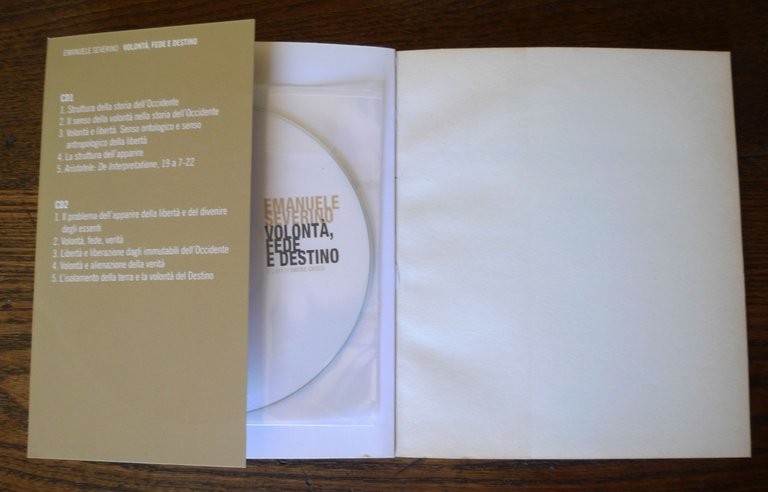 EMANUELE SEVERINO VOLONTÀ, FEDE E DESTINO
CD1
1. Struttura della storia dell'Occidente
2. Il senso della volontà nella storia dell'Occidente
3. Volontà e libertà. Senso ontologico e senso
antropologico della libertà
4. La struttura dell'apparire
5. Aristotele: De Interpretatione, 19 a 7-22
CD2
1. Il problema dell'apparire della libertà e del divenire
degli essenti
2. Volontà, fede, verità
3. Libertà e liberazione dagli immutabili dell'Occidente
4. Volontà e alienazione della verità
5. L'isolamento della terra e la volontà del Destino
EMANUELE
SEVERINO
VOLONTÀ,
FEDE
E DESTINO